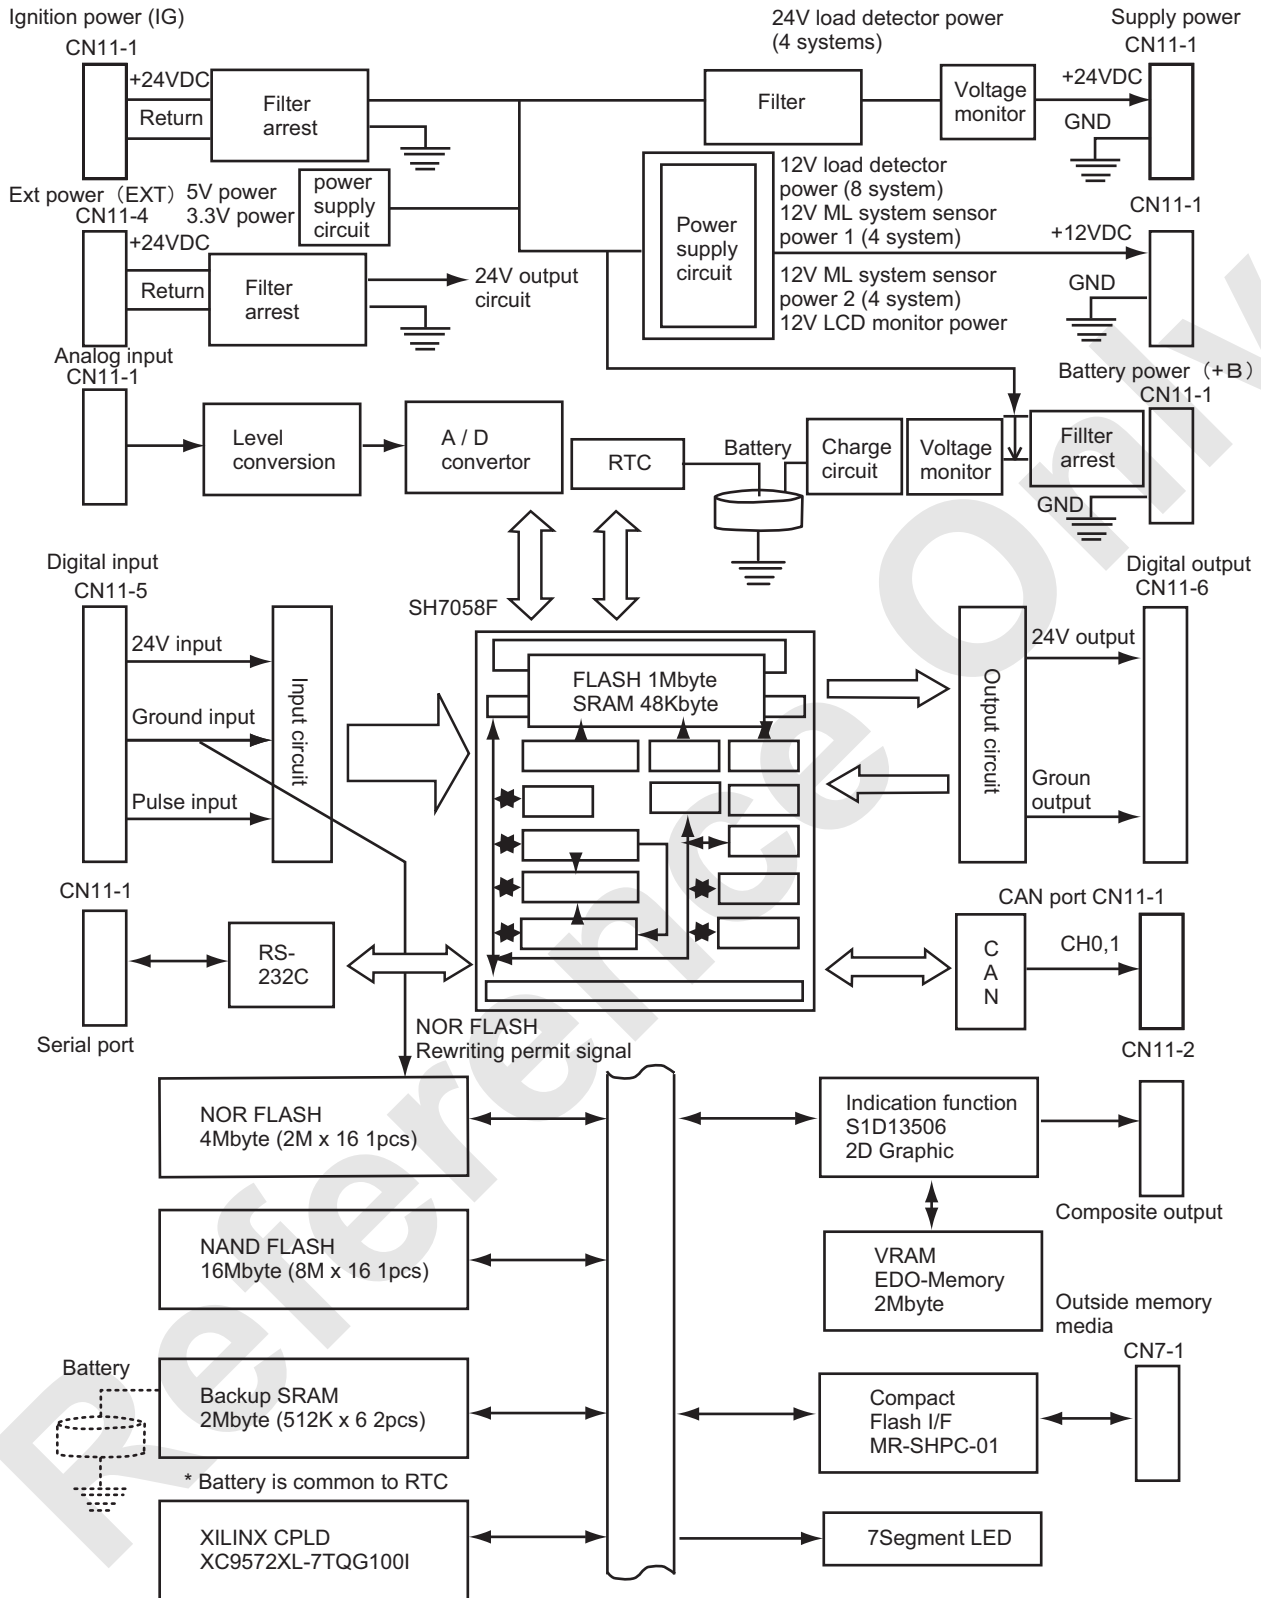 Ignition power (IG)
CN11-1
+24VDC
Return
Filter
arrest
24V load detector power
(4 systems)
Filter
Voltage
monitor
Supply power
CN11-1
+24VDC
GND
Ext power（EXT）
CN11-4
5V power
3.3V power
power
supply
circuit
+24VDC
Return
Filter
arrest
24V output
circuit
Power
supply
circuit
12V load detector
power (8 system)
12V ML system sensor
power 1 (4 system)
12V ML system sensor
power 2 (4 system)
12V LCD monitor power
CN11-1
+12VDC
GND
Analog input
CN11-1
Level
conversion
A / D
convertor
RTC
Battery
Charge
circuit
Voltage
monitor
Fillter
arrest
Battery power（+B）
CN11-1
GND
Digital input
CN11-5
24V input
Ground input
Pulse input
Input circuit
SH7058F
FLASH 1Mbyte
SRAM 48Kbyte
Output circuit
Digital output
CN11-6
24V output
Groun
output
CN11-1
RS-
232C
Serial port
CAN port CN11-1
C
A
N
CH0,1
CN11-2
NOR FLASH
Rewriting permit signal
NOR FLASH
4Mbyte (2M x 16 1pcs)
Indication function
S1D13506
2D Graphic
Composite output
NAND FLASH
16Mbyte (8M x 16 1pcs)
VRAM
EDO-Memory
2Mbyte
Outside memory
media
CN7-1
Battery
Backup SRAM
2Mbyte (512K x 6 2pcs)
Compact
Flash I/F
MR-SHPC-01
* Battery is common to RTC
XILINX CPLD
XC9572XL-7TQG100I
7Segment LED
Reference Only